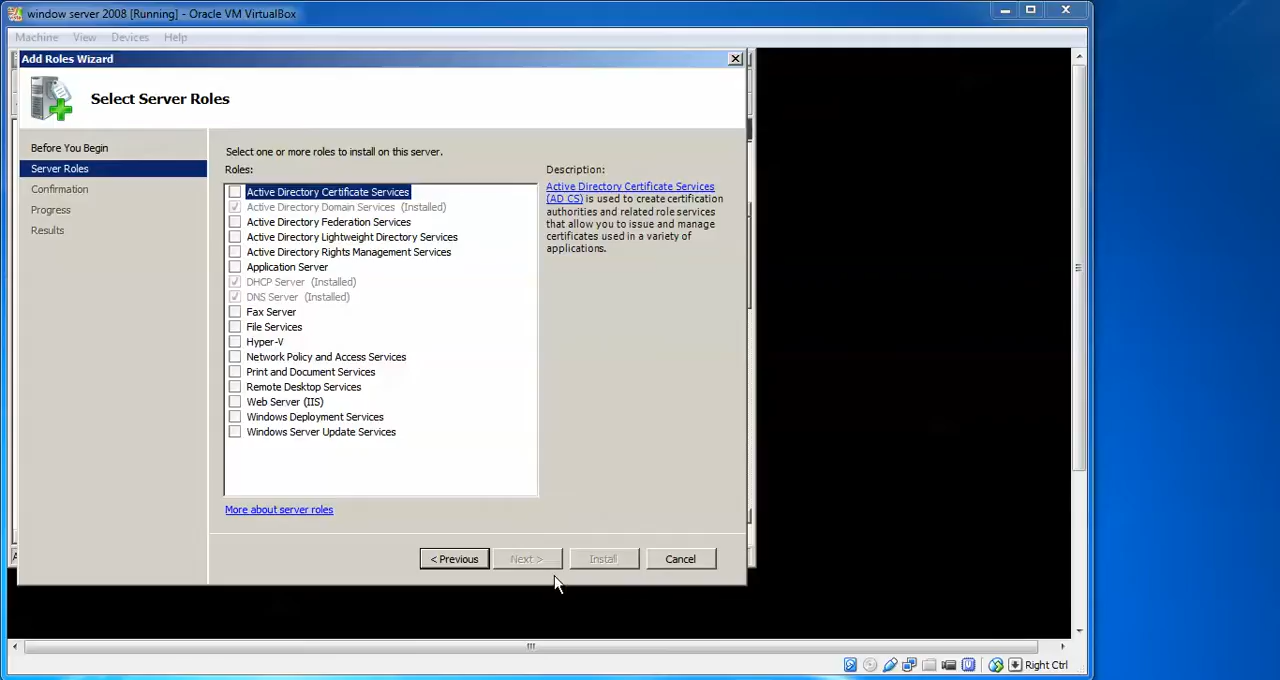 window server 2008 [Running] - Oracle VM VirtualBox
Machine View Devices Help
Add Roles Wizard
Select Server Roles
Before You Begin
Server Roles
Confirmation
Progress
Results
Select one or more roles to install on this server.
Roles:
Active Directory Certificate Services
Active Directory Domain Services (Installed)
Active Directory Federation Services
Active Directory Lightweight Directory Services
Active Directory Rights Management Services
Application Server
DHCP Server (Installed)
DNS Server (Installed)
Fax Server
File Services
Hyper-V
Network Policy and Access Services
Print and Document Services
Remote Desktop Services
Web Server (IIS)
Windows Deployment Services
Windows Server Update Services
More about server roles
Description:
Active Directory Certificate Services
(AD CS) is used to create certification
authorities and related role services
that allow you to issue and manage
certificates used in a variety of
applications.
< Previous Next > Install Cancel
Right Ctrl